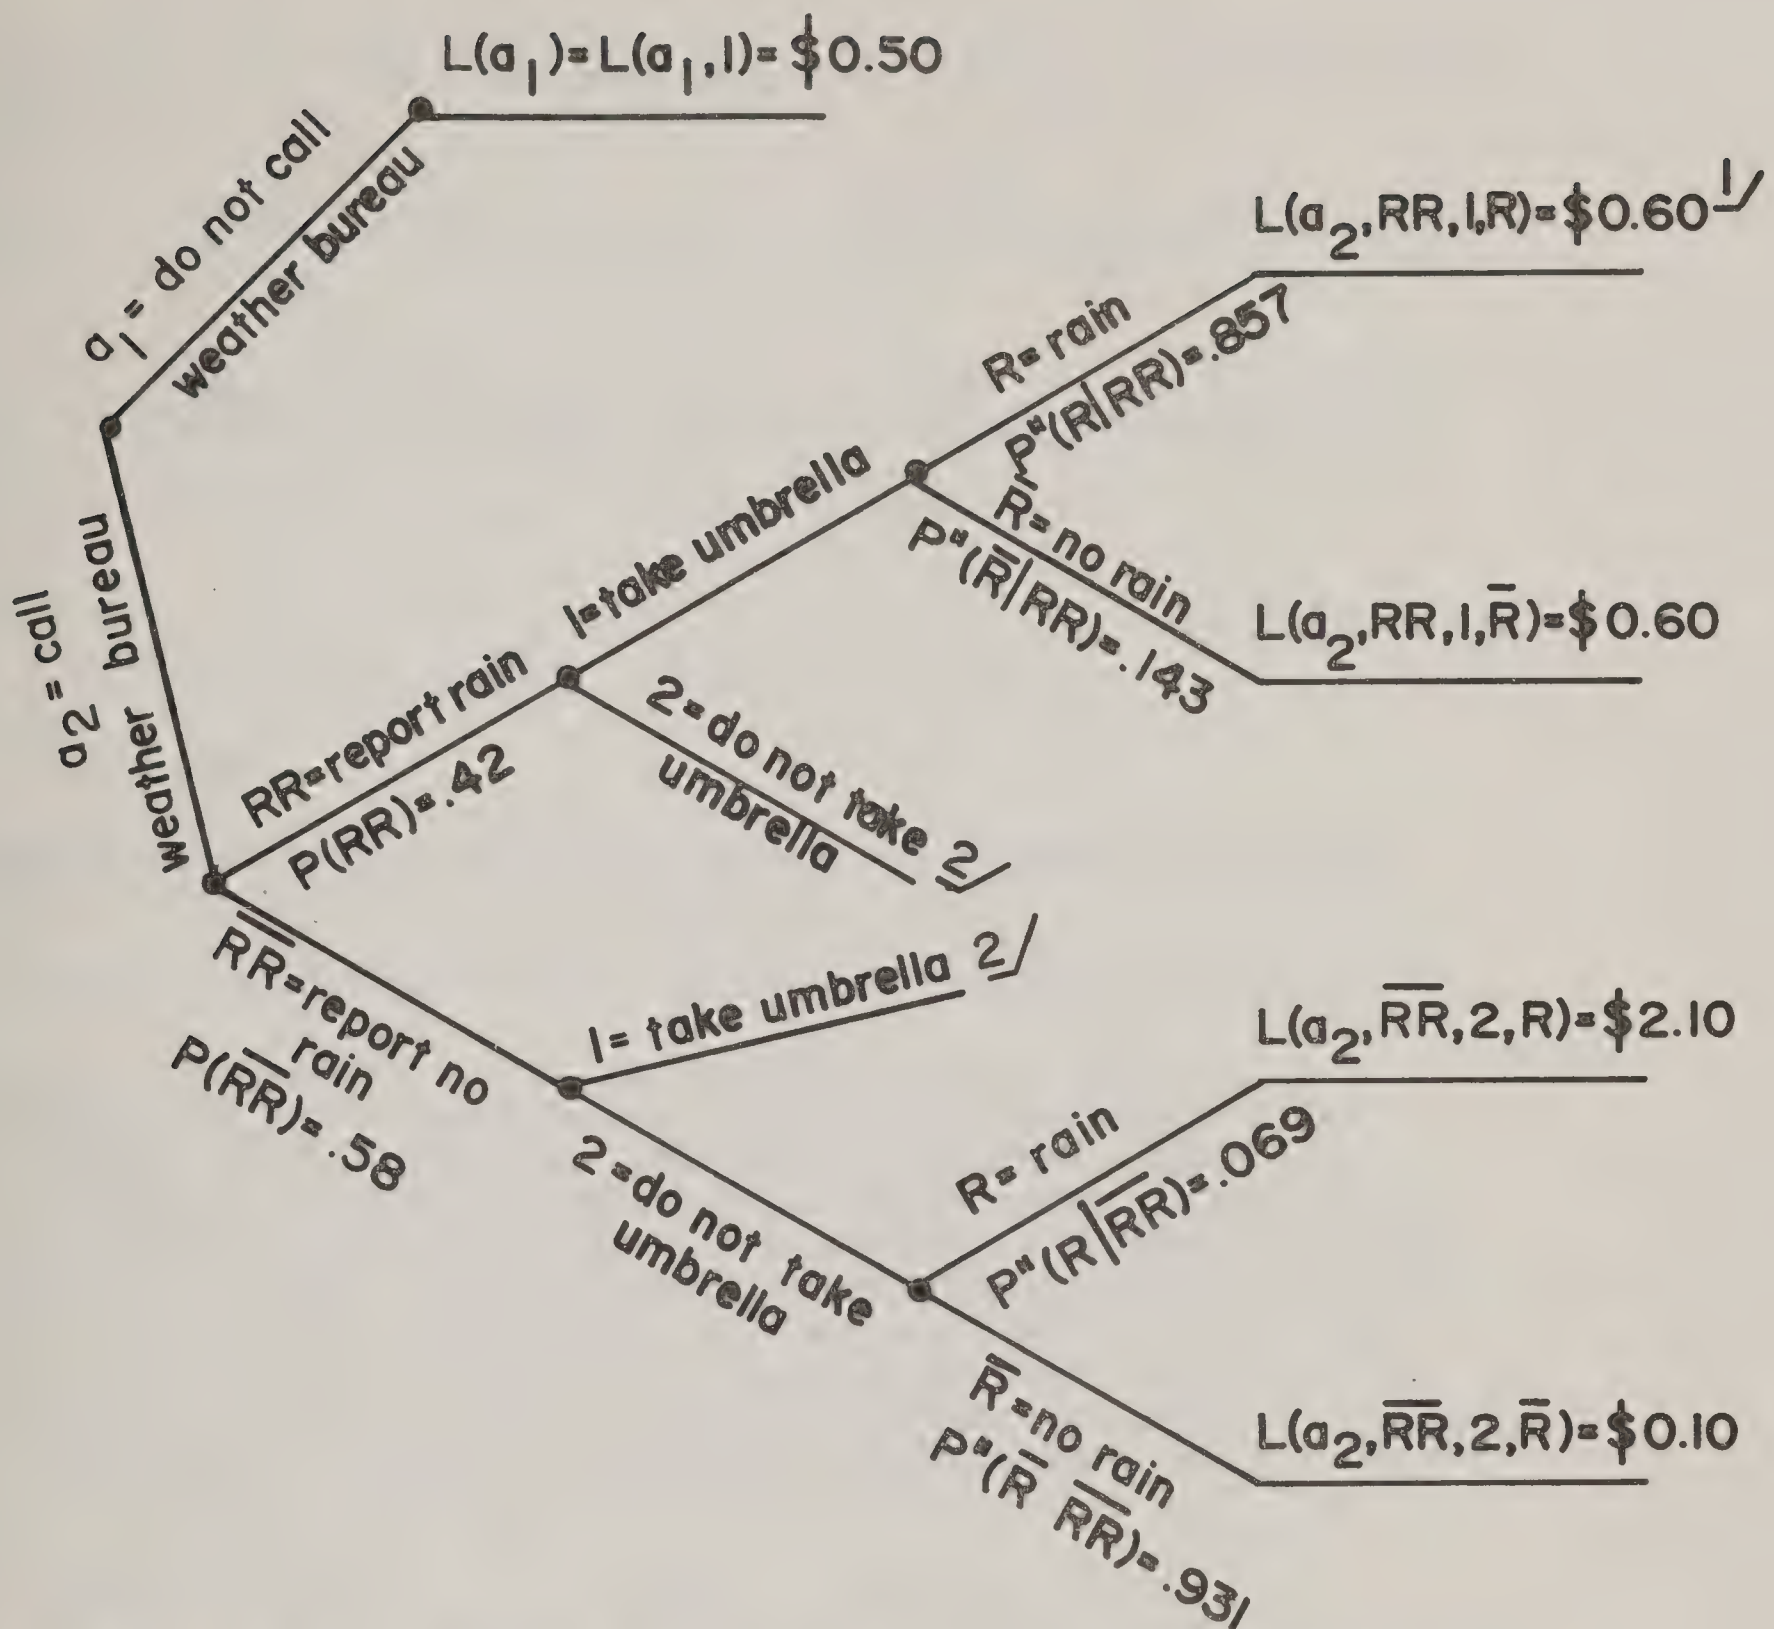 L(a₁)=L(a₁,1)=$0.50
a₁ = do not call
weather bureau
L(a₂,RR,1,R)=$0.60 1/
R=rain
P"(R|RR)=.857
R̅=no rain
P"(R̅|RR)=.143
L(a₂,RR,1,R̅)=$0.60
1=take umbrella
2=do not take 2/
umbrella
a₂ = call
weather bureau
RR=report rain
P(RR)=.42
R̅R̅=report no
rain
P(R̅R̅)=.58
1= take umbrella 2/
2=do not take
umbrella
L(a₂,R̅R̅,2,R)=$2.10
R=rain
P"(R|R̅R̅)=.069
R̅=no rain
P"(R̅ R̅R̅)=.931
L(a₂,R̅R̅,2,R̅)=$0.10